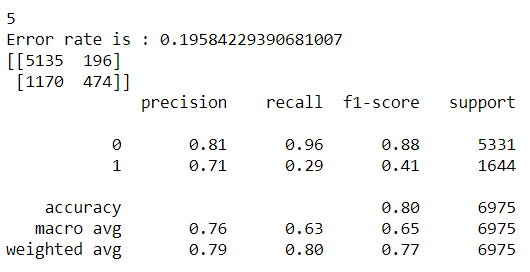 5
Error rate is : 0.19584229390681007
[[5135  196]
 [1170  474]]
              precision    recall  f1-score   support

           0       0.81      0.96      0.88      5331
           1       0.71      0.29      0.41      1644

    accuracy                           0.80      6975
   macro avg       0.76      0.63      0.65      6975
weighted avg       0.79      0.80      0.77      6975